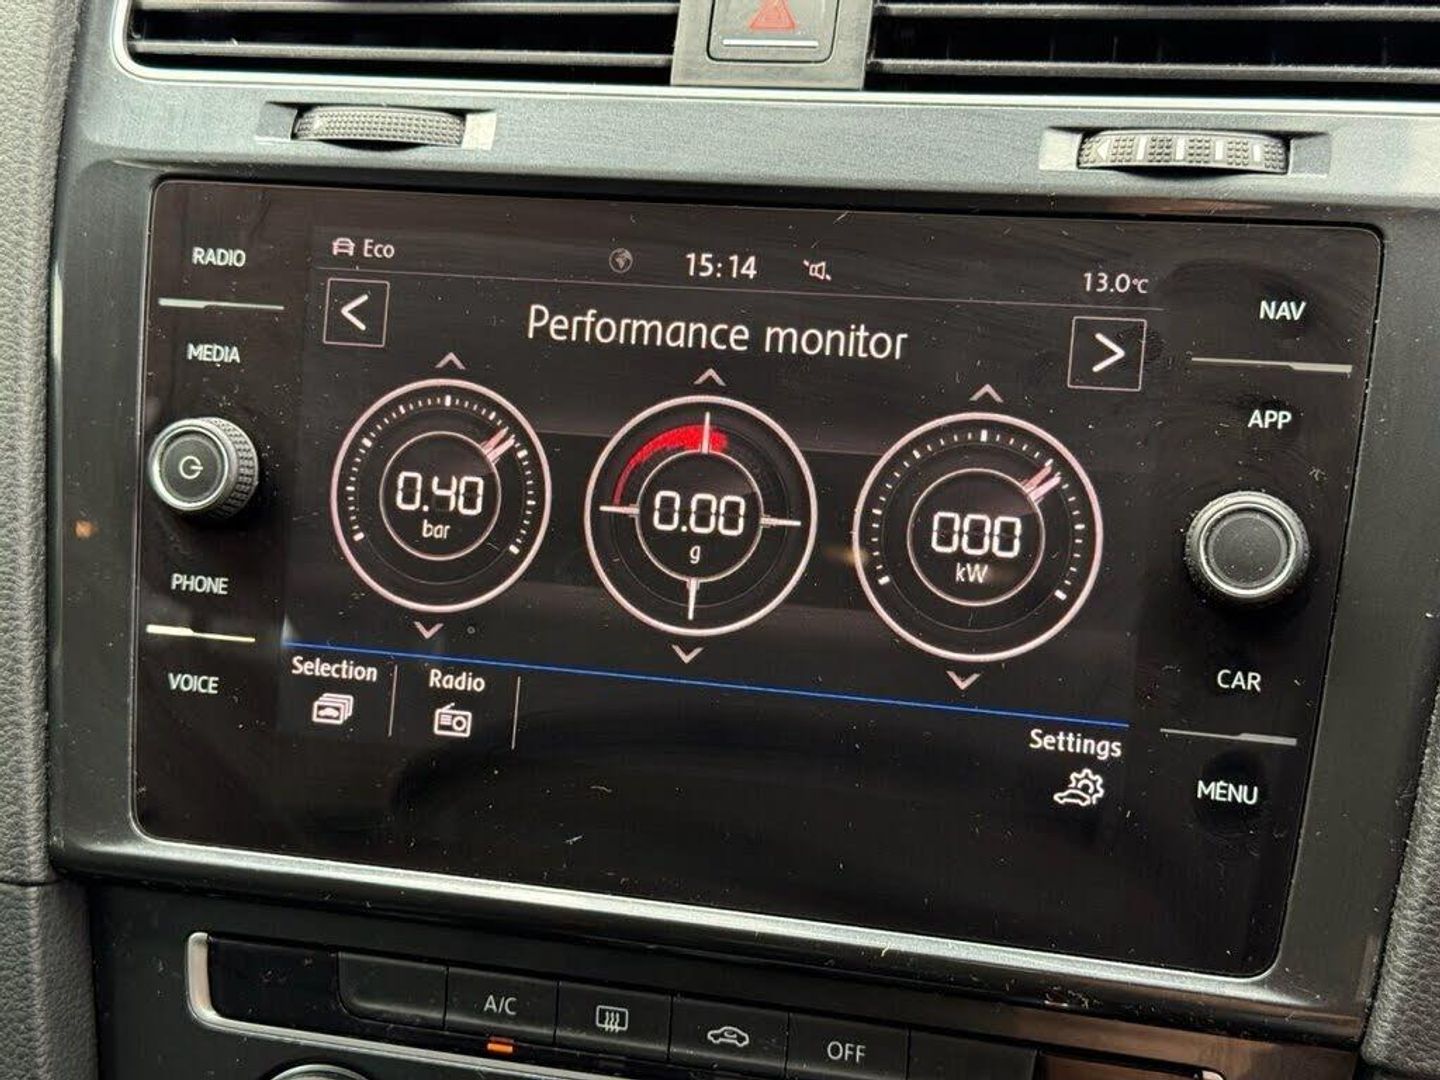 RADIO
MEDIA
PHONE
VOICE
Eco
15:14
13.0°C
Performance monitor
0.40
bar
0.00
g
000
kW
Selection
Radio
Settings
NAV
APP
CAR
MENU
A/C
OFF